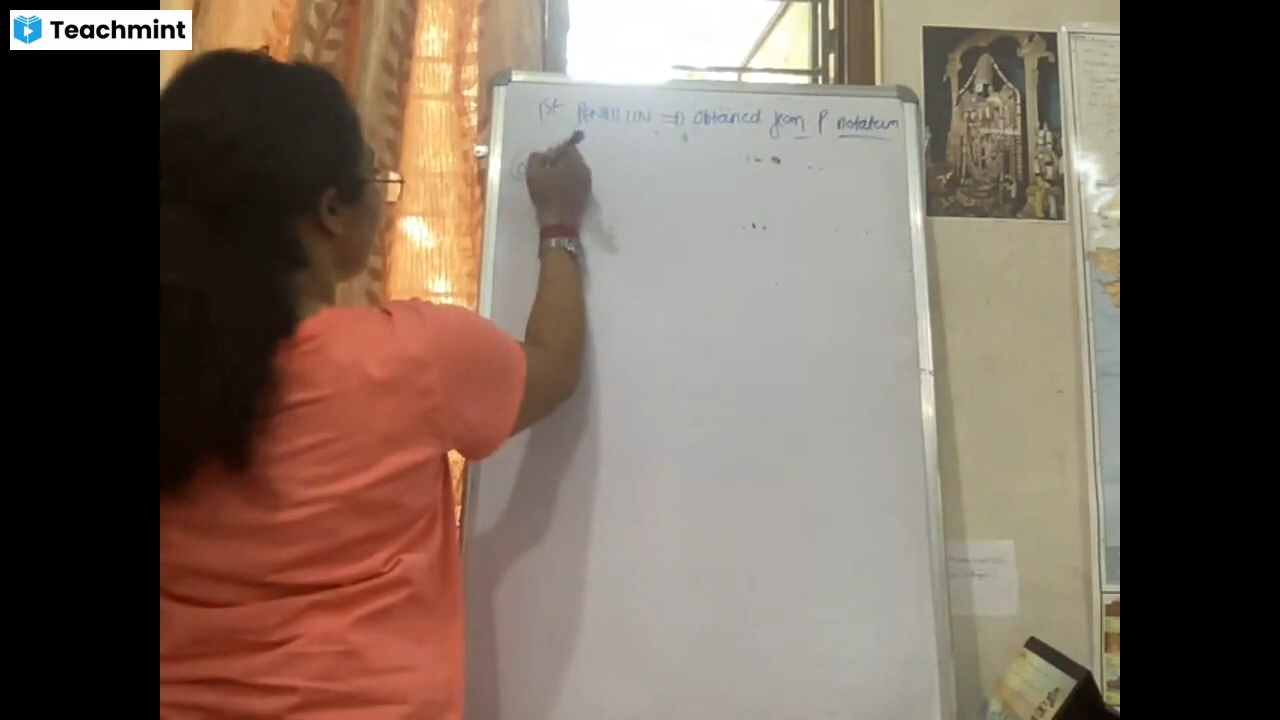 Teachmint
1st PENICILLIN => obtained from P notatum